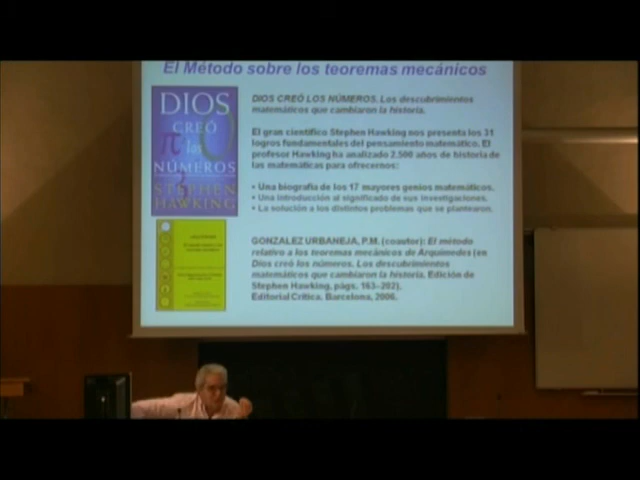 El Método sobre los teoremas mecánicos
DIOS
CREÓ
los
NÚMEROS
STEPHEN
HAWKING
DIOS CREÓ LOS NÚMEROS. Los descubrimientos
matemáticos que cambiaron la historia.
El gran científico Stephen Hawking nos presenta los 31
logros fundamentales del pensamiento matemático. El
profesor Hawking ha analizado 2.500 años de historia de
las matemáticas para ofrecernos:
• Una biografía de los 17 mayores genios matemáticos.
• Una introducción al significado de sus investigaciones.
• La solución a los distintos problemas que se plantearon.
GONZALEZ URBANEJA, P.M. (coautor): El método
relativo a los teoremas mecánicos de Arquímedes (en
Dios creó los números. Los descubrimientos
matemáticos que cambiaron la historia. Edición de
Stephen Hawking, págs. 163–202).
Editorial Crítica. Barcelona, 2006.